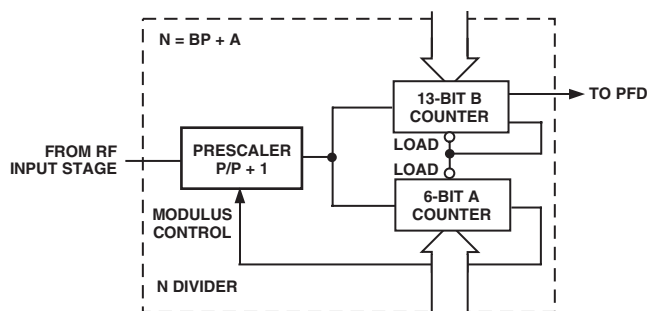 N = BP + A
13-BIT B
COUNTER
TO PFD
LOAD
LOAD
FROM RF
INPUT STAGE
PRESCALER
P/P + 1
MODULUS
CONTROL
6-BIT A
COUNTER
N DIVIDER